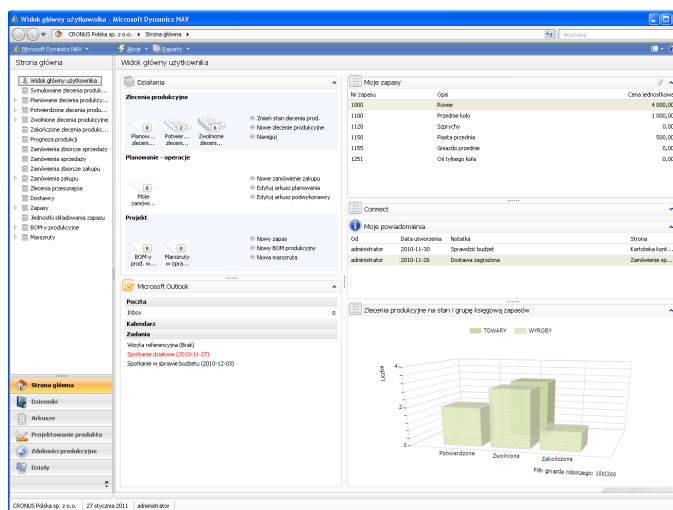 Widok główny użytkownika - Microsoft Dynamics NAV
CRONUS Polska sp. z o.o. Strona główna
Wyszukaj
Microsoft Dynamics NAV Akcje Raporty
Strona główna
Widok główny użytkownika
Widok główny użytkownika
Symulowane zlecenia produk...
Planowane zlecenia produkcy...
Potwierdzone zlecenia produk...
Zwolnione zlecenia produkcyjne
Zakończone zlecenia produkc...
Prognoza produkcji
Zamówienia zbiorcze sprzedaży
Zamówienia sprzedaży
Zamówienia zbiorcze zakupu
Zamówienia zakupu
Zlecenia przesunięcia
Dostawcy
Zapasy
Jednostki składowania zapasu
BOM-y produkcyjne
Marszruty
Strona główna
Dzienniki
Arkusze
Projektowanie produktu
Zdolności produkcyjne
Działy
Działania
Zlecenia produkcyjne
0 2 6
Planow... zleceni...
Potwier... zleceni...
Zwolnione zleceni...
Zmień stan zlecenia prod.
Nowe zlecenie produkcyjne
Nawiguj
Planowanie - operacje
0
Moje zamówi...
Nowe zamówienie zakupu
Edytuj arkusz planowania
Edytuj arkusz podwykonawcy
Projekt
0 0
BOM-y prod. w...
Marszruty w opra...
Nowy zapas
Nowy BOM produkcyjny
Nowa marszruta
Microsoft Outlook
Poczta
Inbox 0
Kalendarz
Zadania
Wizyta referencyjna (Brak)
Spotkanie działowe (2010-11-27)
Spotkanie w sprawie budżetu (2010-12-03)
Moje zapasy
Nr zapasu Opis Cena jednostkowa
1000 Rower 4 000,00
1100 Przednie koło 1 000,00
1120 Szprychy 0,00
1150 Piasta przednia 500,00
1155 Gniazdo przednie 0,00
1251 Oś tylnego koła 0,00
Connect
Moje powiadomienia
Od Data utworzenia Notatka Strona
administrator 2010-11-30 Sprawdzić budżet Kartoteka kont...
administrator 2010-11-26 Dostawa zagrożona Zamówienie sp...
Zlecenia produkcyjne na stan i grupę księgową zapasów
TOWARY WYROBY
Liczba
4
2
0
Potwierdzone Zwolnione Zakończone
Filtr gniazda roboczego: 100|300
CRONUS Polska sp. z o.o. 27 stycznia 2011 administrator